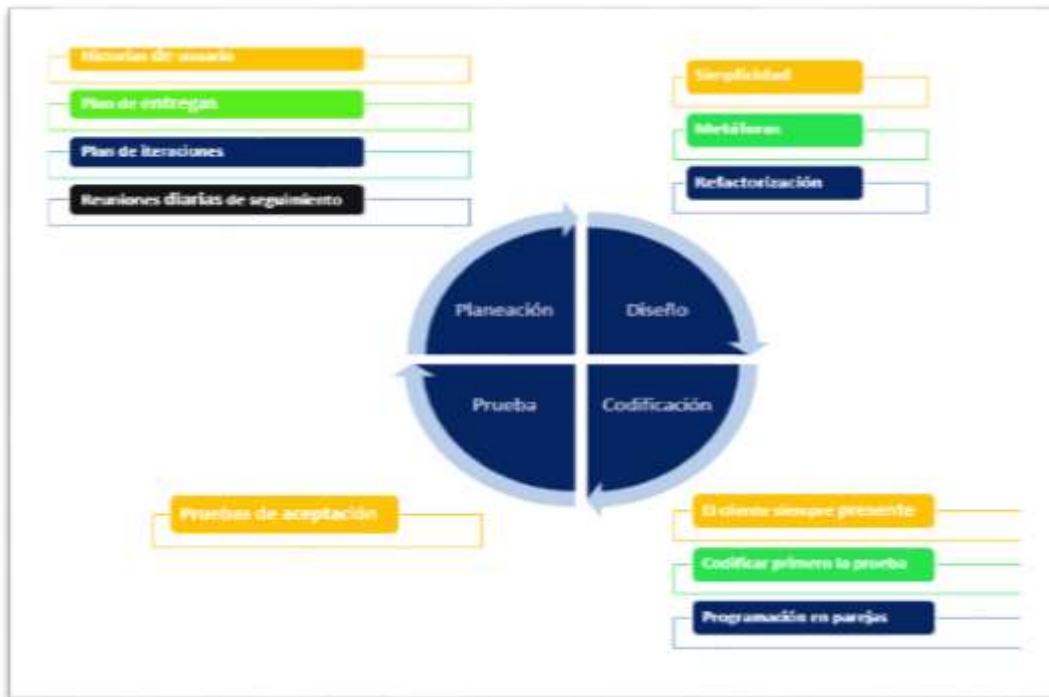 Historias de usuario
Plan de entregas
Plan de iteraciones
Reuniones diarias de seguimiento
Simplicidad
Metáforas
Refactorización
Planeación
Diseño
Prueba
Codificación
Pruebas de aceptación
El cliente siempre presente
Codificar primero la prueba
Programación en parejas